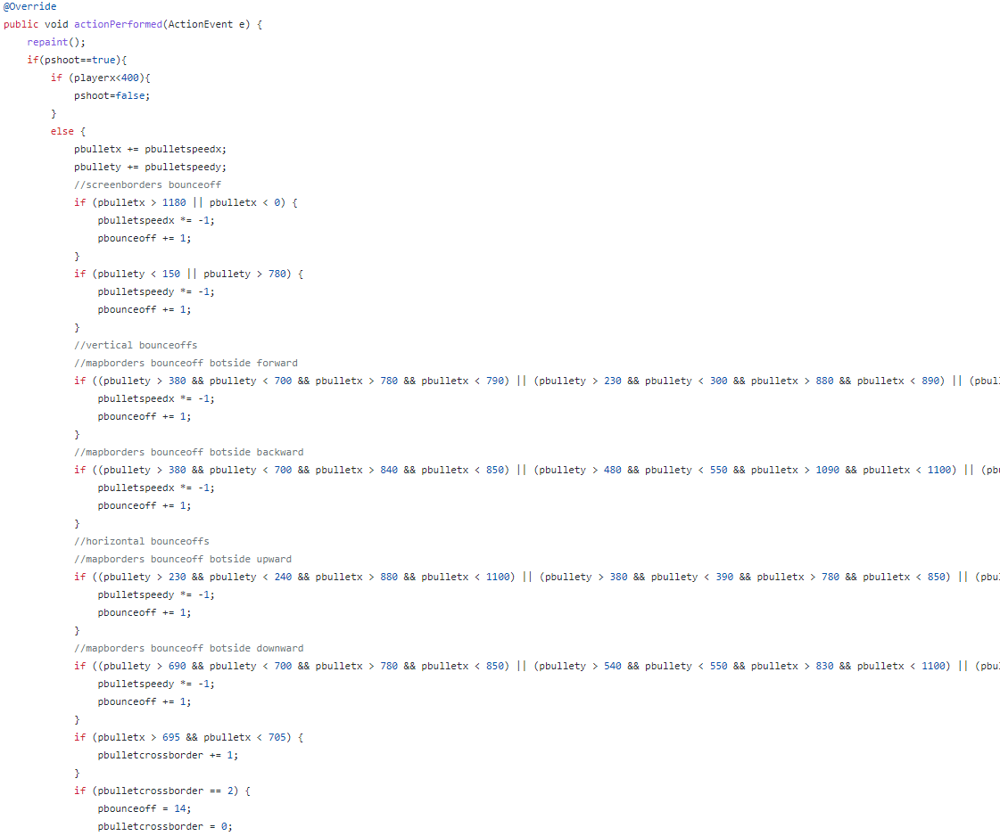 @Override
public void actionPerformed(ActionEvent e) {
    repaint();
    if(pshoot==true){
        if (playerx<400){
            pshoot=false;
        }
        else {
            pbulletx += pbulletspeedx;
            pbullety += pbulletspeedy;
            //screenborders bounceoff
            if (pbulletx > 1180 || pbulletx < 0) {
                pbulletspeedx *= -1;
                pbounceoff += 1;
            }
            if (pbullety < 150 || pbullety > 780) {
                pbulletspeedy *= -1;
                pbounceoff += 1;
            }
            //vertical bounceoffs
            //mapborders bounceoff botside forward
            if ((pbullety > 380 && pbullety < 700 && pbulletx > 780 && pbulletx < 790) || (pbullety > 230 && pbullety < 300 && pbulletx > 880 && pbulletx < 890) || (pbul
                pbulletspeedx *= -1;
                pbounceoff += 1;
            }
            //mapborders bounceoff botside backward
            if ((pbullety > 380 && pbullety < 700 && pbulletx > 840 && pbulletx < 850) || (pbullety > 480 && pbullety < 550 && pbulletx > 1090 && pbulletx < 1100) || (pb
                pbulletspeedx *= -1;
                pbounceoff += 1;
            }
            //horizontal bounceoffs
            //mapborders bounceoff botside upward
            if ((pbullety > 230 && pbullety < 240 && pbulletx > 880 && pbulletx < 1100) || (pbullety > 380 && pbullety < 390 && pbulletx > 780 && pbulletx < 850) || (pbu
                pbulletspeedy *= -1;
                pbounceoff += 1;
            }
            //mapborders bounceoff botside downward
            if ((pbullety > 690 && pbullety < 700 && pbulletx > 780 && pbulletx < 850) || (pbullety > 540 && pbullety < 550 && pbulletx > 830 && pbulletx < 1100) || (pbu
                pbulletspeedy *= -1;
                pbounceoff += 1;
            }
            if (pbulletx > 695 && pbulletx < 705) {
                pbulletcrossborder += 1;
            }
            if (pbulletcrossborder == 2) {
                pbounceoff = 14;
                pbulletcrossborder = 0;